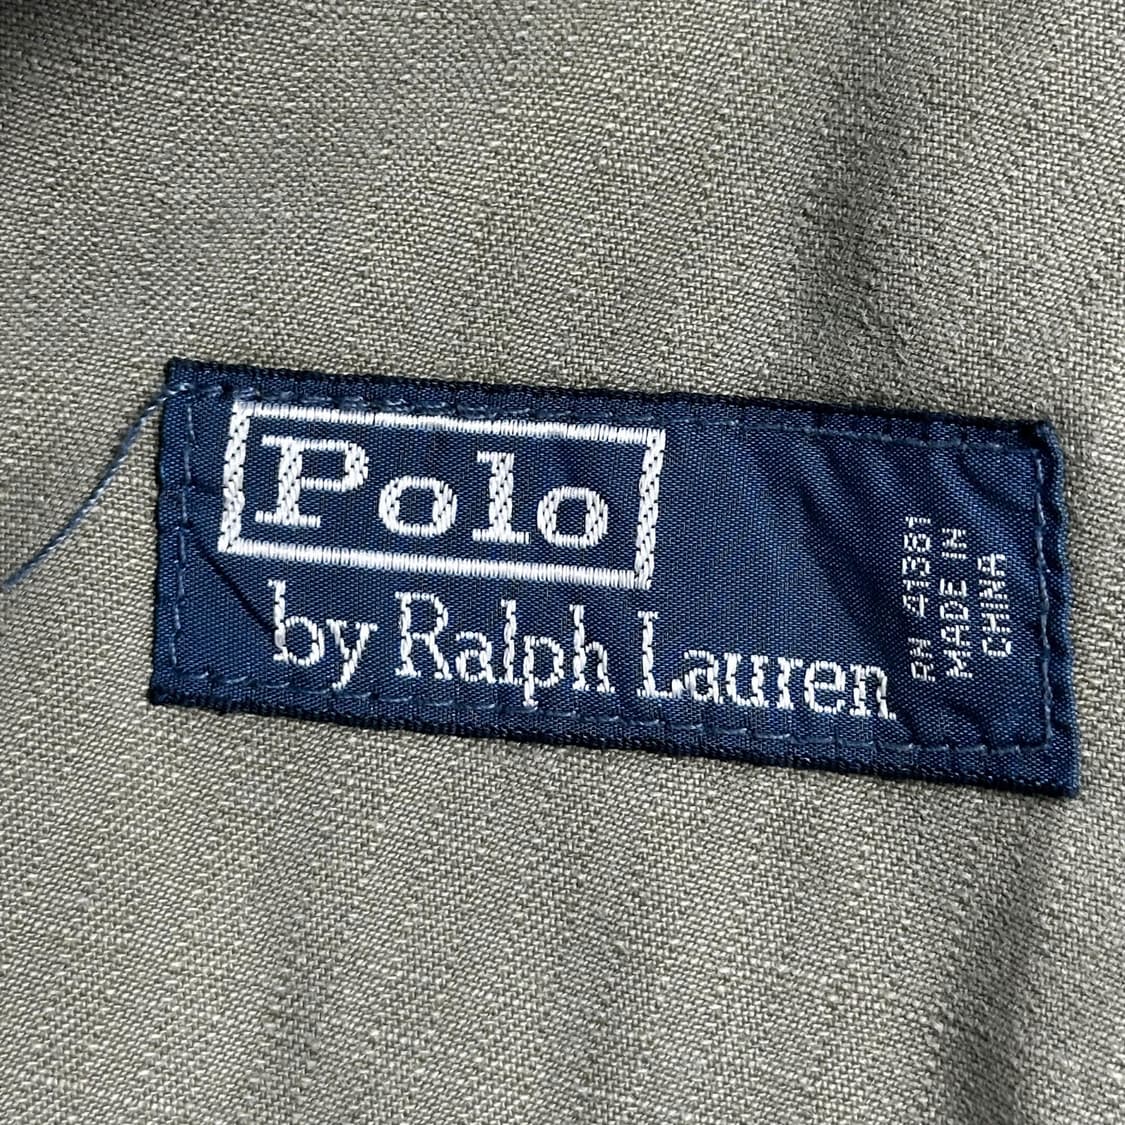 Polo
by Ralph Lauren
RN 41381
MADE IN
CHINA